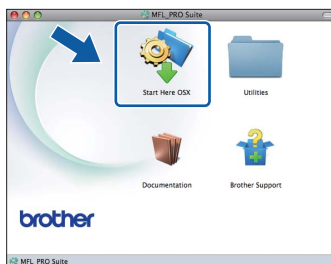 MFL_PRO Suite
Start Here OSX
Utilities
Documentation
Brother Support
brother
MFL_PRO Suite